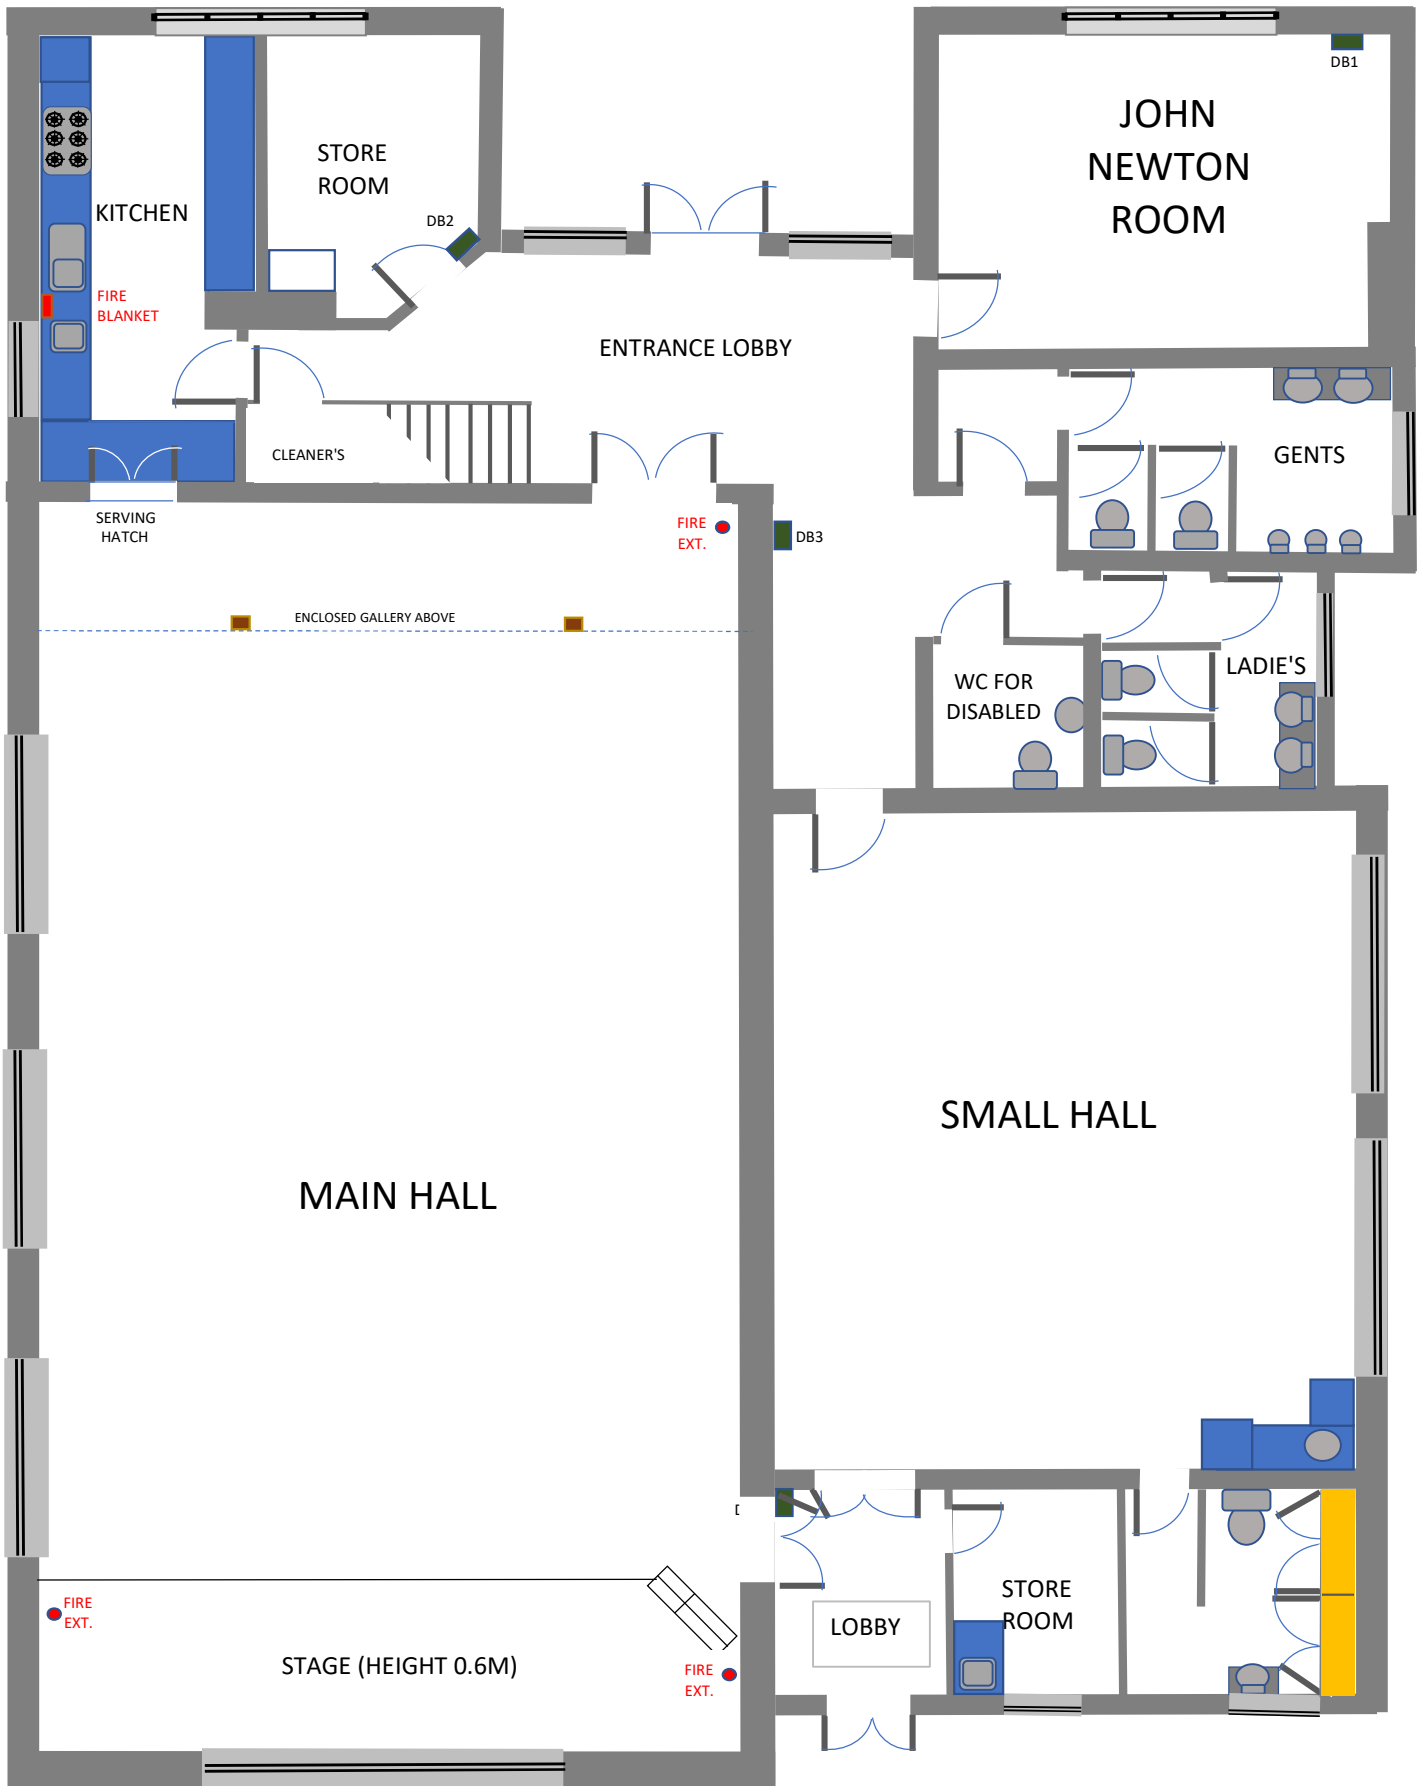 DB1
JOHN
NEWTON
ROOM
STORE
ROOM
KITCHEN
DB2
FIRE
BLANKET
ENTRANCE LOBBY
CLEANER'S
GENTS
SERVING
HATCH
FIRE
EXT.
DB3
ENCLOSED GALLERY ABOVE
WC FOR
DISABLED
LADIE'S
SMALL HALL
MAIN HALL
FIRE
EXT.
STAGE (HEIGHT 0.6M)
FIRE
EXT.
LOBBY
STORE
ROOM